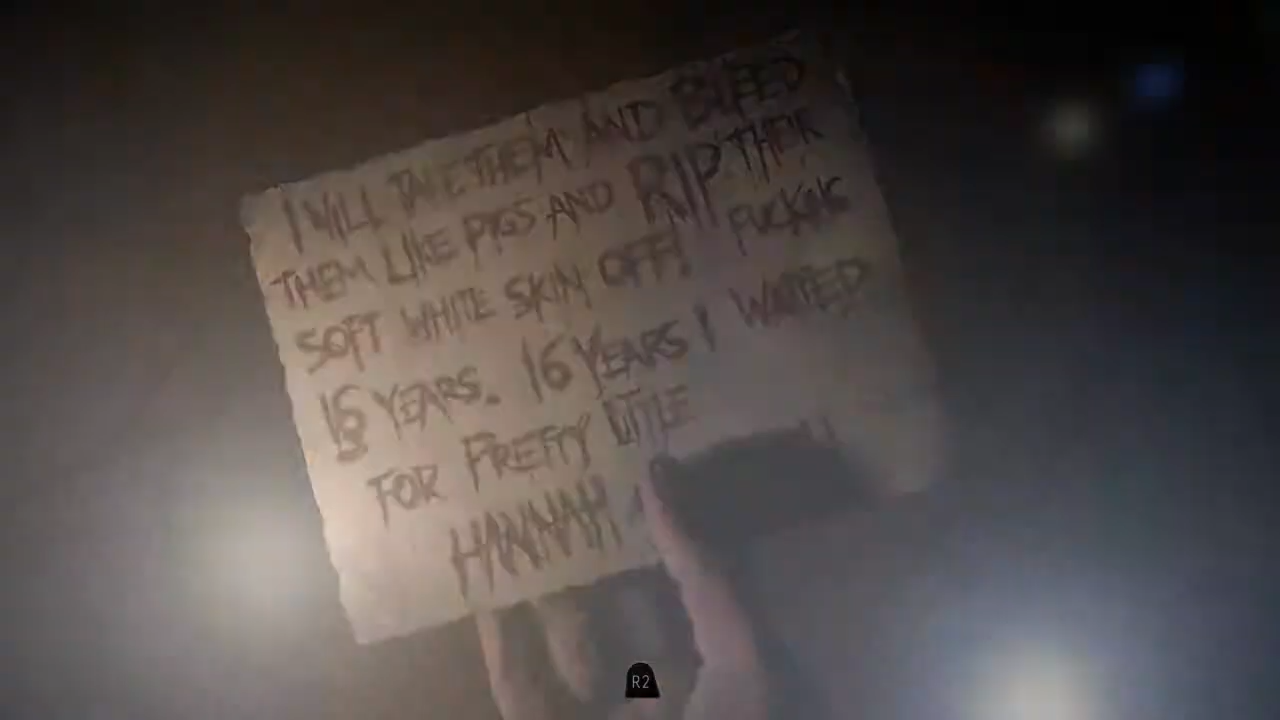 I WILL TAKE THEM AND BLEED
THEM LIKE PIGS AND RIP THEIR
SOFT WHITE SKIN OFF! FUCKING
16 YEARS. 16 YEARS I WAITED
FOR PRETTY LITTLE
HANNAH
R2